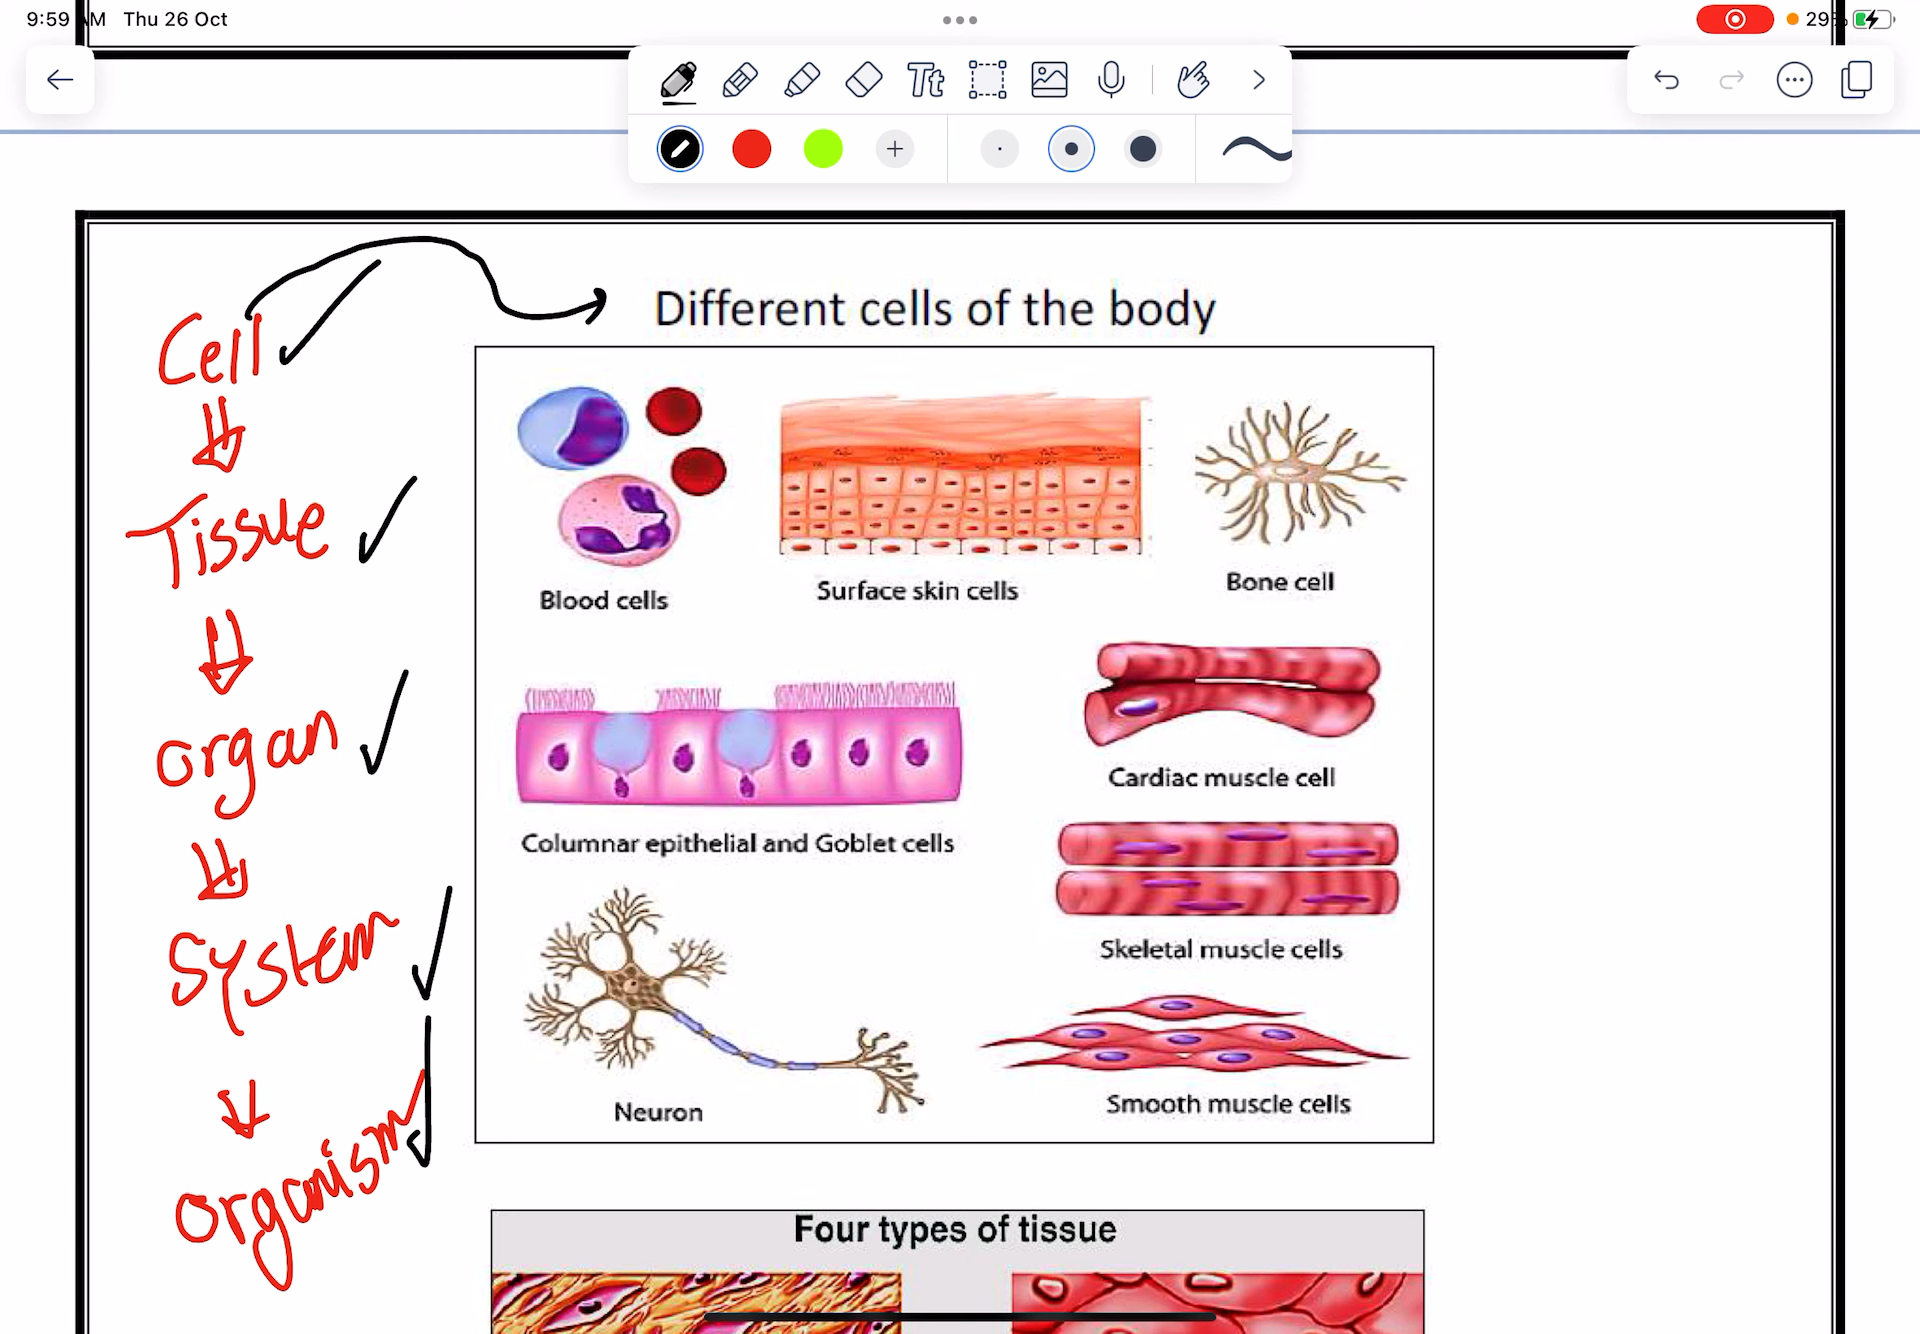 9:59 AM Thu 26 Oct
29%
Tt
Different cells of the body
Cell
Tissue
organ
System
organism
Blood cells
Surface skin cells
Bone cell
Columnar epithelial and Goblet cells
Cardiac muscle cell
Skeletal muscle cells
Neuron
Smooth muscle cells
Four types of tissue